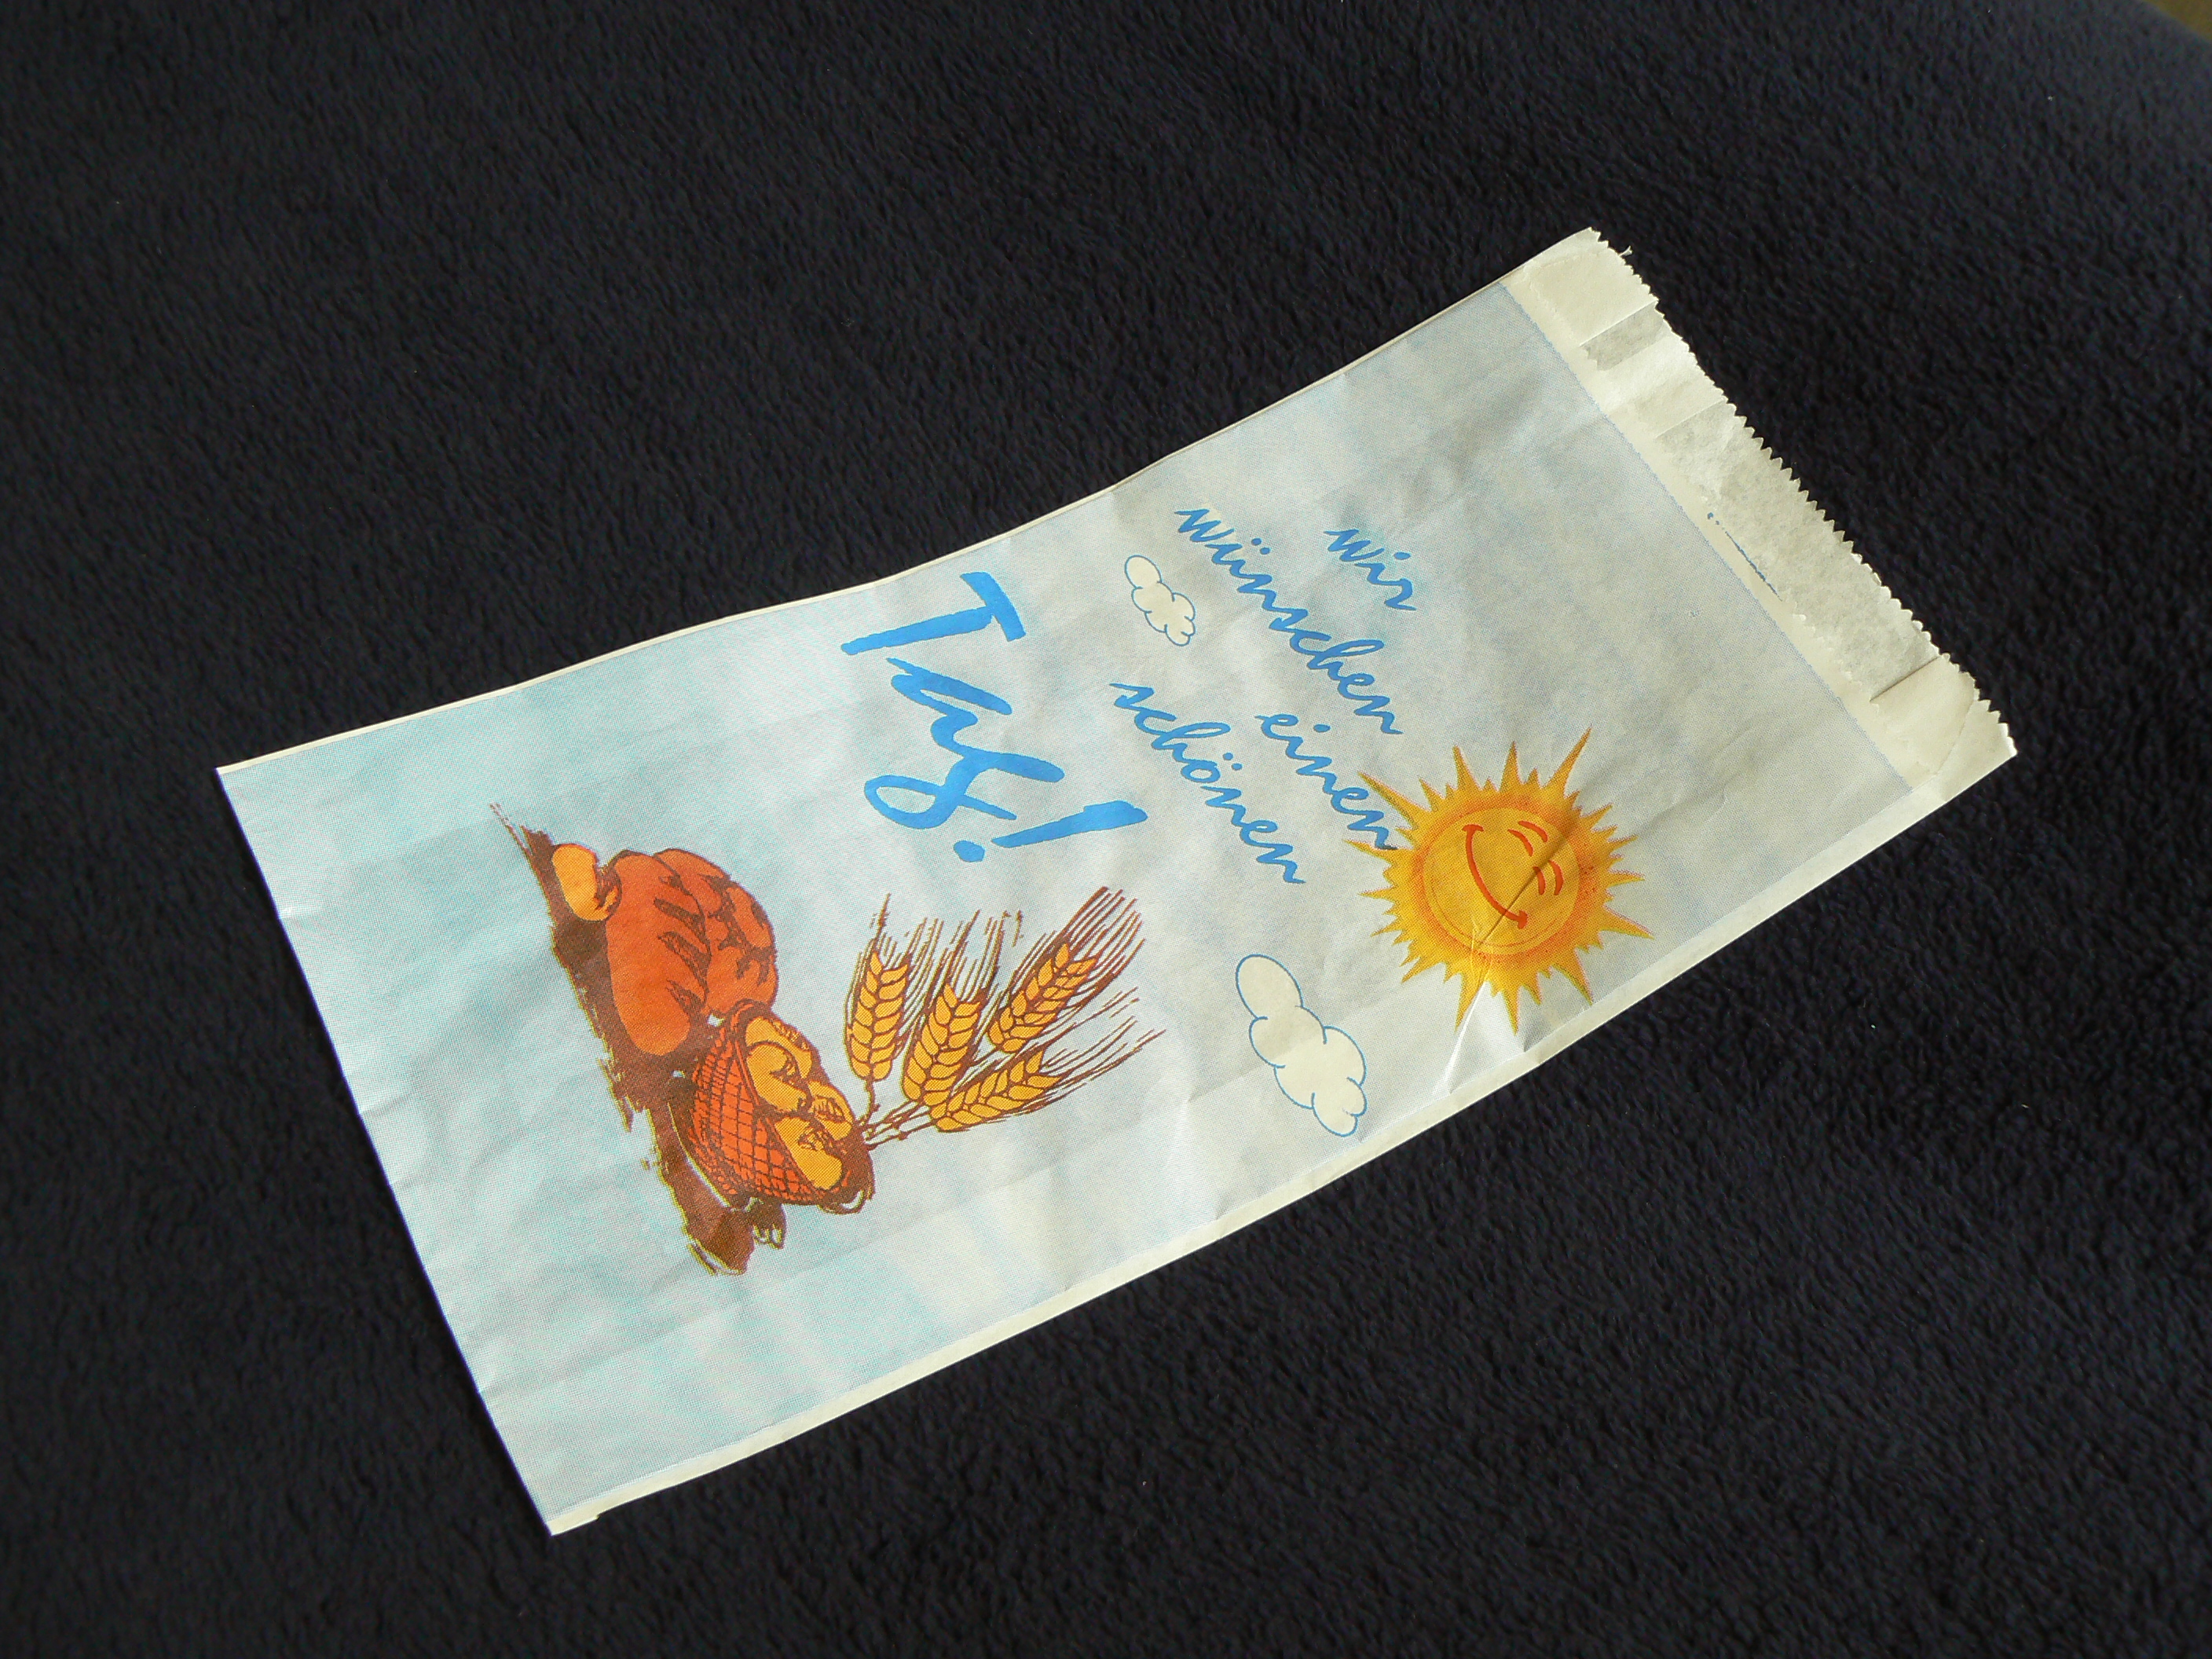 wir
wünschen
einen
schönen
Tag!